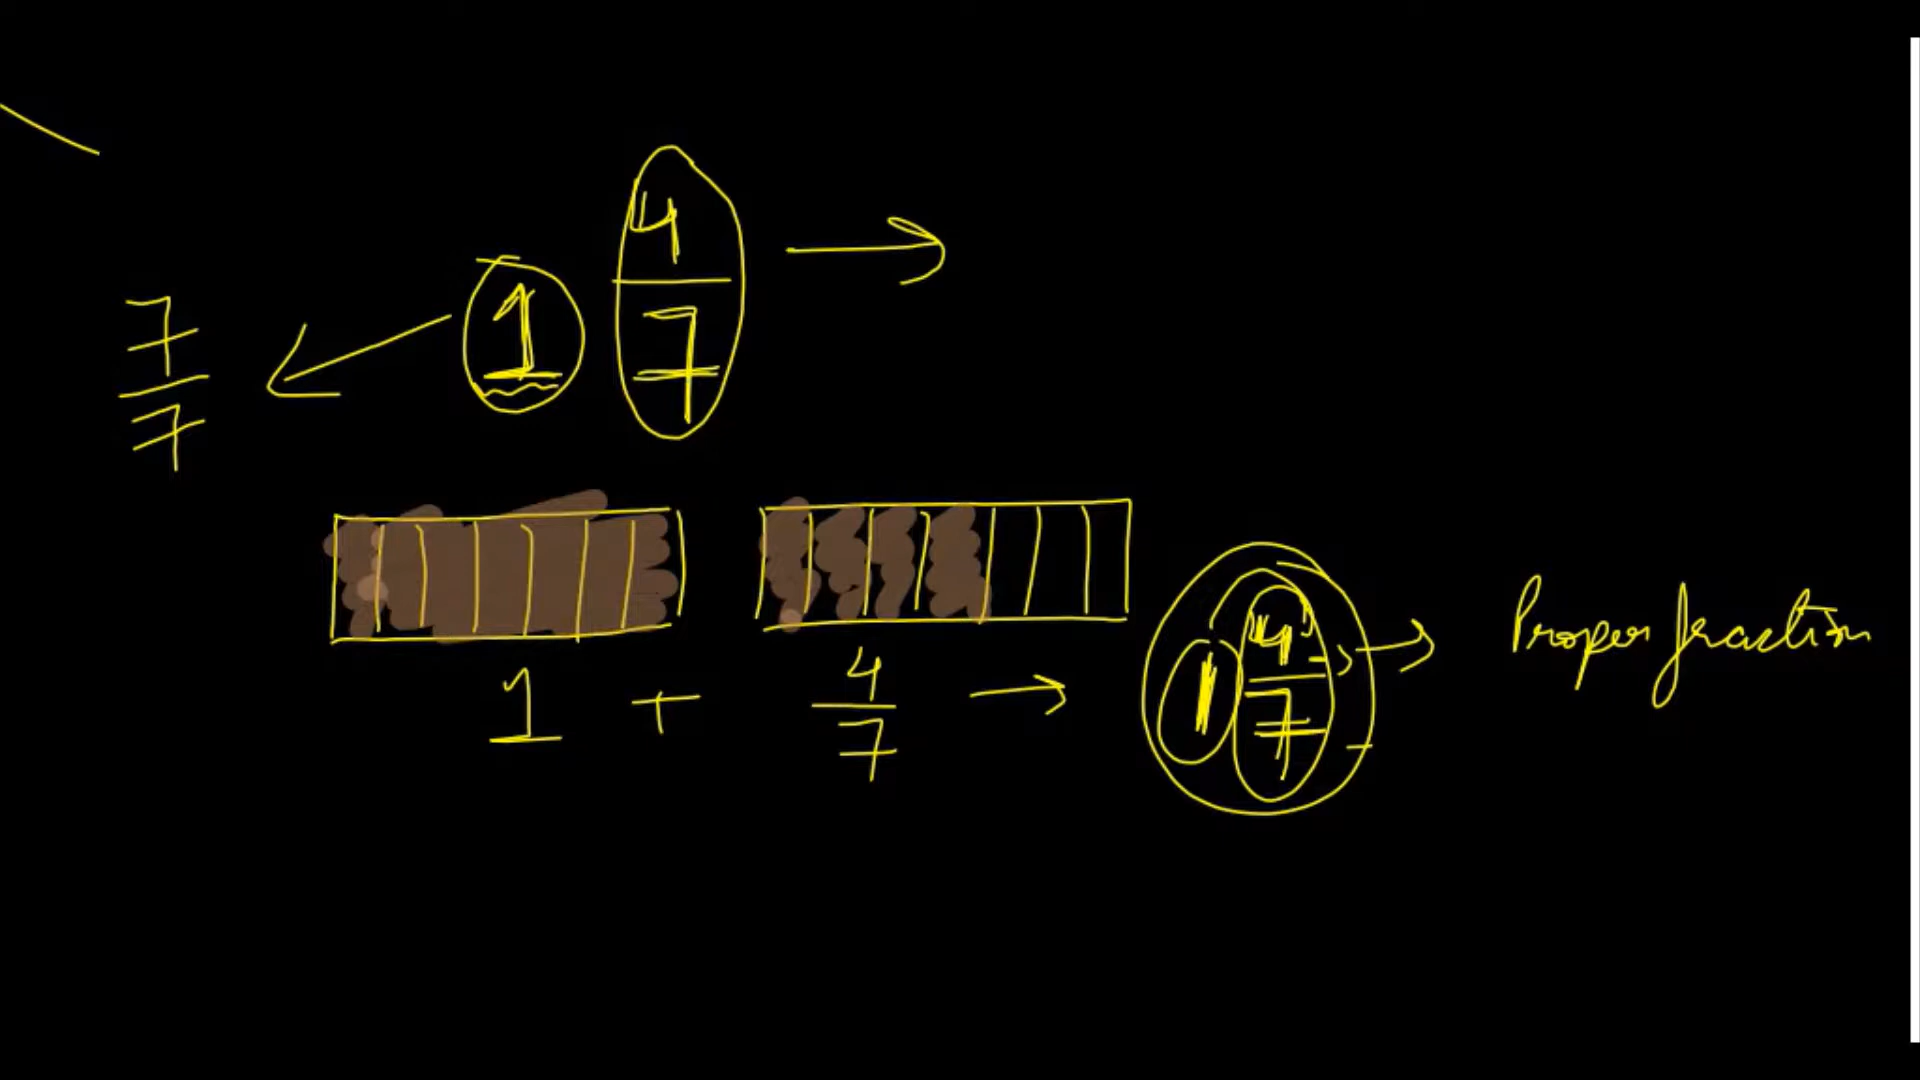 7/7 ← 1 4/7 →
1 + 4/7 → 1 4/7 → Proper fraction